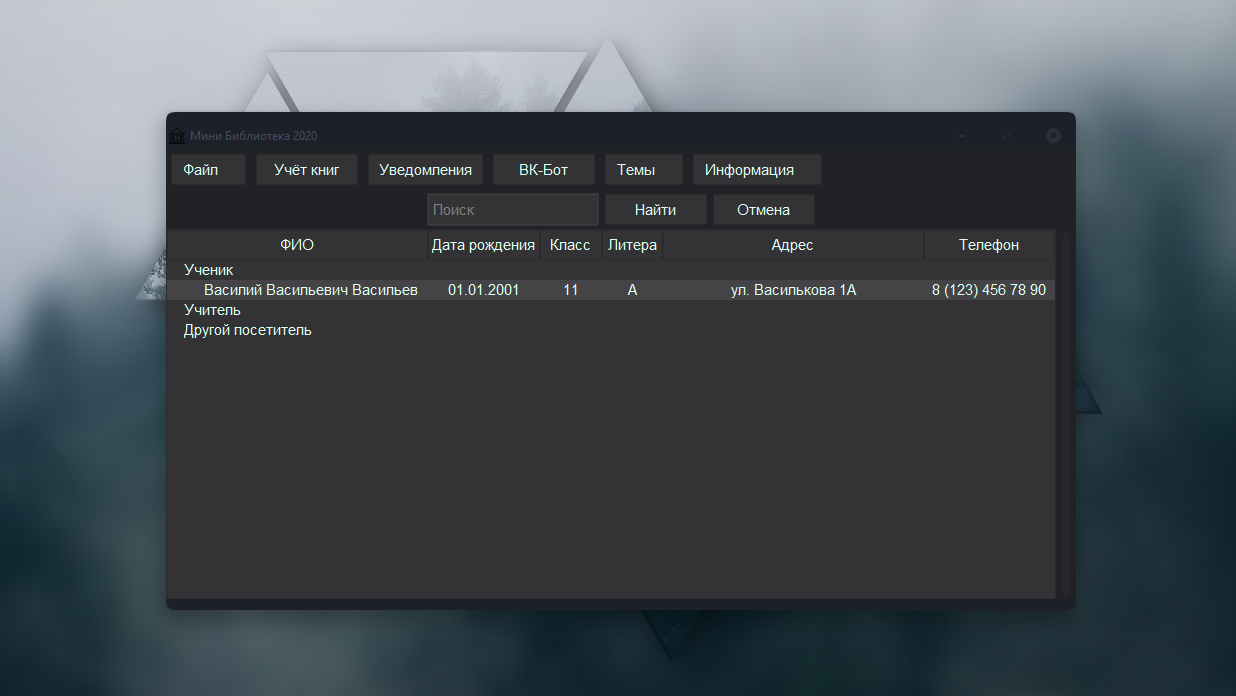 Мини Библиотека 2020
Файл Учёт книг Уведомления ВК-Бот Темы Информация
Поиск Найти Отмена
ФИО Дата рождения Класс Литера Адрес Телефон
Ученик
Василий Васильевич Васильев 01.01.2001 11 А ул. Василькова 1А 8 (123) 456 78 90
Учитель
Другой посетитель